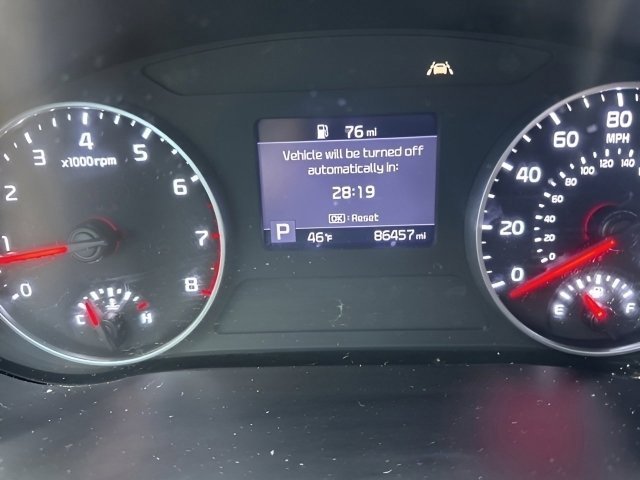 76 mi
Vehicle will be turned off
automatically in:
28:19
OK : Reset
P
46°F
86457 mi
0
1
2
3
4
5
6
7
8
x1000rpm
C
H
0
20
40
60
80
MPH
0
20
40
60
80
100
120
140
E
F